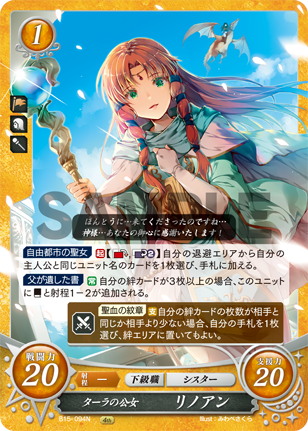 1
SAMPLE
ほんとうに…来てくださったのですね…
神様…あなたの御心に感謝いたします！
自由都市の聖女 起 【 、 2】自分の退避エリアから自分の
主人公と同じユニット名のカードを1枚選び、手札に加える。
父が遺した書 常 自分の絆カードが3枚以上の場合、このユニット
に と射程1－2が追加される。
聖血の紋章 支 自分の絆カードの枚数が相手と
同じか相手より少ない場合、自分の手札を1枚
選び、絆エリアに置いてもよい。
戦闘力
20
射程 － 下級職 シスター
支援力
20
ターラの公女 リノアン
B15-094N 4th Illust：みわべさくら